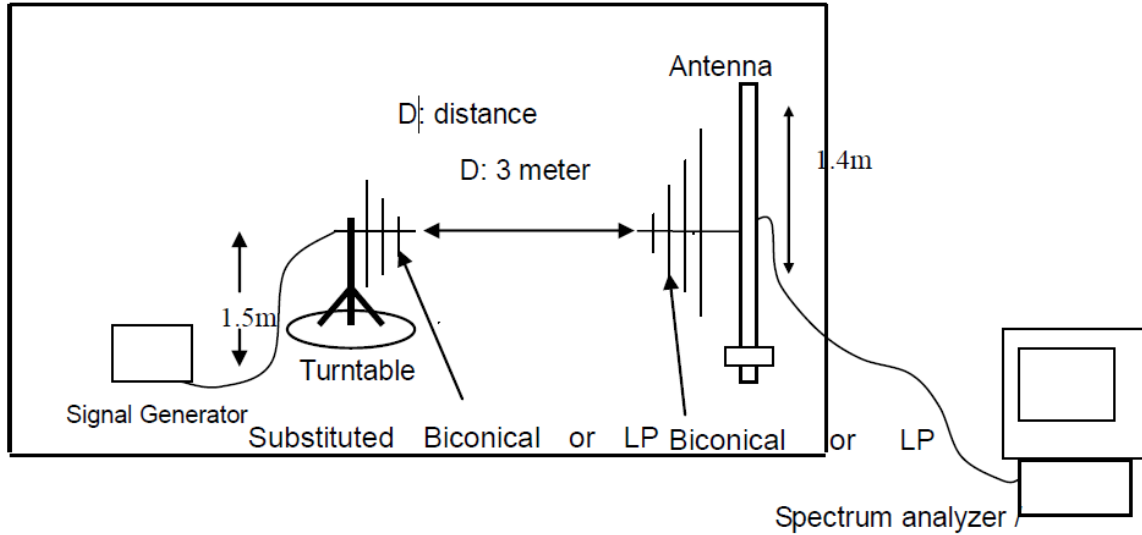 Antenna
D: distance
D: 3 meter
1.4m
1.5m
Turntable
Signal Generator
Substituted Biconical or LP
Biconical or LP
Spectrum analyzer /